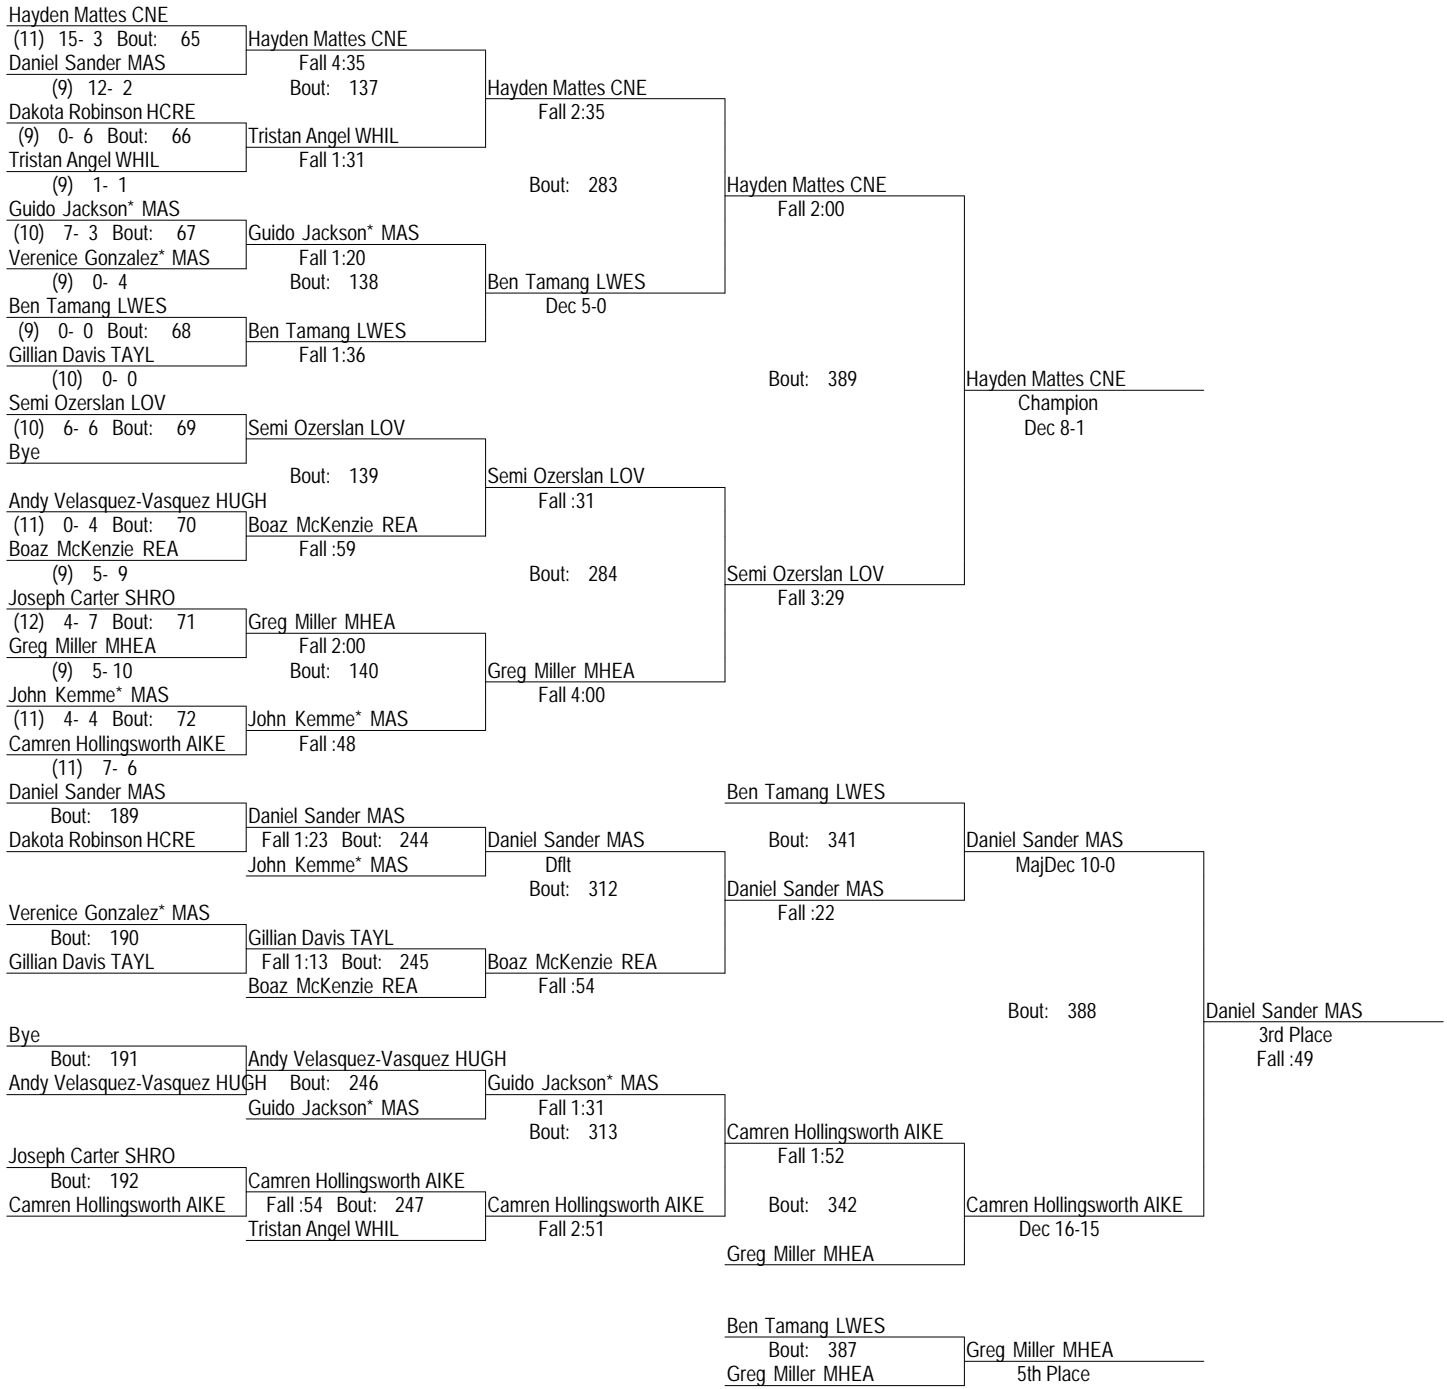 Hayden Mattes CNE
(11) 15- 3 Bout: 65 Hayden Mattes CNE
Daniel Sander MAS Fall 4:35
(9) 12- 2 Bout: 137 Hayden Mattes CNE
Dakota Robinson HCRE Fall 2:35
(9) 0- 6 Bout: 66 Tristan Angel WHIL
Tristan Angel WHIL Fall 1:31
(9) 1- 1 Bout: 283 Hayden Mattes CNE
Guido Jackson* MAS Fall 2:00
(10) 7- 3 Bout: 67 Guido Jackson* MAS
Verenice Gonzalez* MAS Fall 1:20
(9) 0- 4 Bout: 138 Ben Tamang LWES
Ben Tamang LWES Dec 5-0
(9) 0- 0 Bout: 68 Ben Tamang LWES
Gillian Davis TAYL Fall 1:36
(10) 0- 0 Bout: 389 Hayden Mattes CNE
Semi Ozerslan LOV Champion
(10) 6- 6 Bout: 69 Semi Ozerslan LOV Dec 8-1
Bye
Bout: 139 Semi Ozerslan LOV
Andy Velasquez-Vasquez HUGH Fall :31
(11) 0- 4 Bout: 70 Boaz McKenzie REA
Boaz McKenzie REA Fall :59
(9) 5- 9 Bout: 284 Semi Ozerslan LOV
Joseph Carter SHRO Fall 3:29
(12) 4- 7 Bout: 71 Greg Miller MHEA
Greg Miller MHEA Fall 2:00
(9) 5- 10 Bout: 140 Greg Miller MHEA
John Kemme* MAS Fall 4:00
(11) 4- 4 Bout: 72 John Kemme* MAS
Camren Hollingsworth AIKE Fall :48
(11) 7- 6
Daniel Sander MAS Ben Tamang LWES
Bout: 189 Daniel Sander MAS
Dakota Robinson HCRE Fall 1:23 Bout: 244 Daniel Sander MAS Bout: 341 Daniel Sander MAS
John Kemme* MAS Dflt MajDec 10-0
Bout: 312 Daniel Sander MAS
Verenice Gonzalez* MAS Fall :22
Bout: 190 Gillian Davis TAYL
Gillian Davis TAYL Fall 1:13 Bout: 245 Boaz McKenzie REA
Boaz McKenzie REA Fall :54
Bout: 388 Daniel Sander MAS
Bye 3rd Place
Bout: 191 Andy Velasquez-Vasquez HUGH Fall :49
Andy Velasquez-Vasquez HUGH Bout: 246 Guido Jackson* MAS
Guido Jackson* MAS Fall 1:31
Bout: 313 Camren Hollingsworth AIKE
Joseph Carter SHRO Fall 1:52
Bout: 192 Camren Hollingsworth AIKE
Camren Hollingsworth AIKE Fall :54 Bout: 247 Camren Hollingsworth AIKE Bout: 342 Camren Hollingsworth AIKE
Tristan Angel WHIL Fall 2:51 Dec 16-15
Greg Miller MHEA
Ben Tamang LWES
Bout: 387 Greg Miller MHEA
Greg Miller MHEA 5th Place